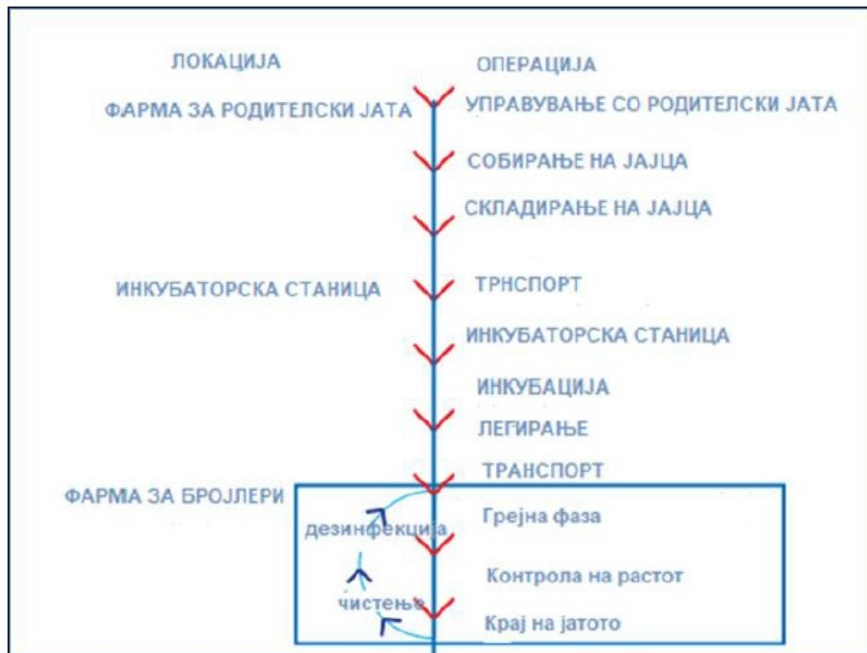 ЛОКАЦИЈА
ОПЕРАЦИЈА
ФАРМА ЗА РОДИТЕЛСКИ ЈАТА
УПРАВУВАЊЕ СО РОДИТЕЛСКИ ЈАТА
СОБИРАЊЕ НА ЈАЈЦА
СКЛАДИРАЊЕ НА ЈАЈЦА
ИНКУБАТОРСКА СТАНИЦА
ТРНСПОРТ
ИНКУБАТОРСКА СТАНИЦА
ИНКУБАЦИЈА
ЛЕГИРАЊЕ
ТРАНСПОРТ
ФАРМА ЗА БРОЈЛЕРИ
Грејна фаза
дезинфекција
Контрола на растот
чистење
Крај на јатото